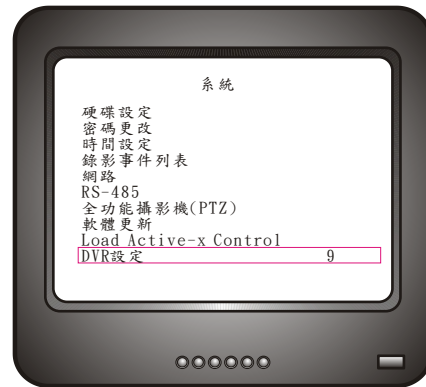 系統
硬碟設定
密碼更改
時間設定
錄影事件列表
網路
RS-485
全功能攝影機(PTZ)
軟體更新
Load Active-x Control
DVR設定 9